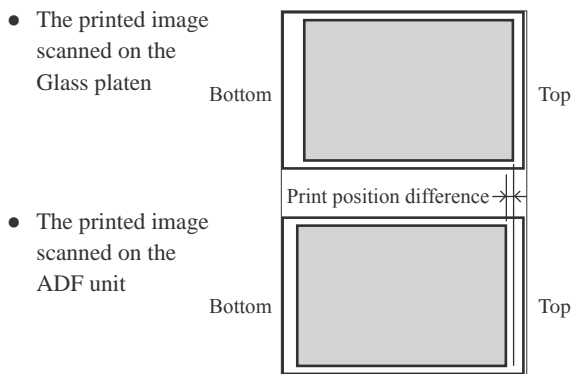 ● The printed image
scanned on the
Glass platen
Bottom
Top
Print position difference
● The printed image
scanned on the
ADF unit
Bottom
Top